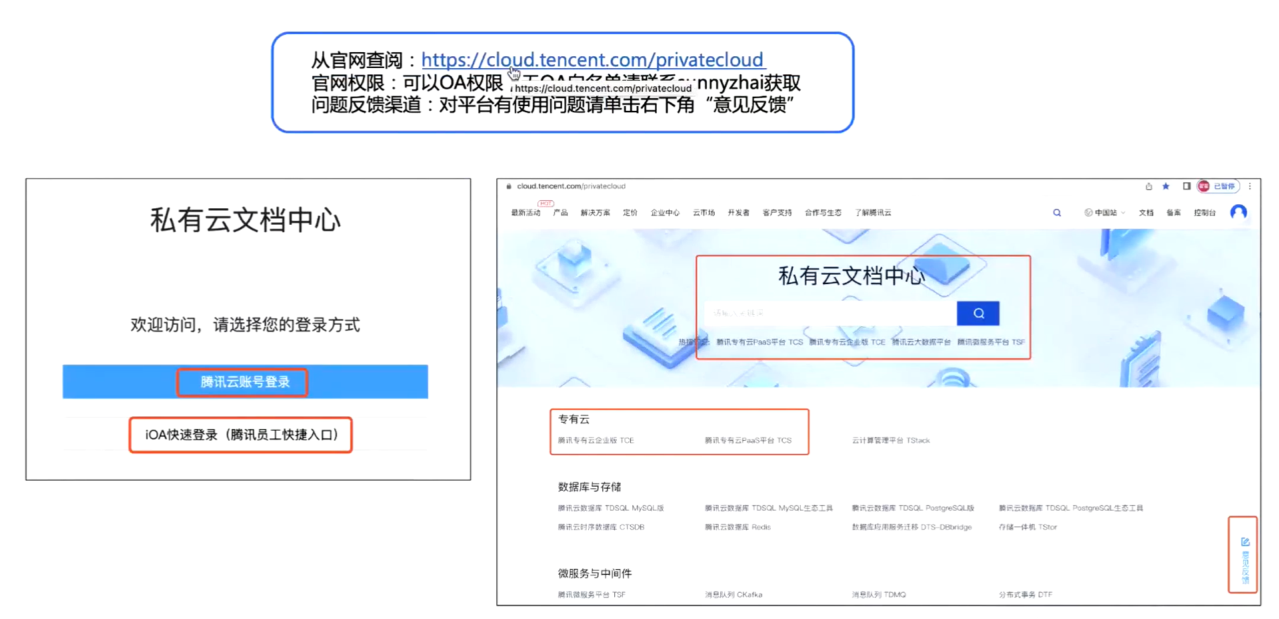 从官网查阅：https://cloud.tencent.com/privatecloud
官网权限：可以OA权限 nnyzhai获取
https://cloud.tencent.com/privatecloud
问题反馈渠道：对平台有使用问题请单击右下角“意见反馈”
私有云文档中心
欢迎访问，请选择您的登录方式
腾讯云账号登录
iOA快速登录（腾讯员工快捷入口）
cloud.tencent.com/privatecloud 已暂停
HOT
最新活动 产品 解决方案 定价 企业中心 云市场 开发者 客户支持 合作与生态 了解腾讯云 中国站 文档 备案 控制台
私有云文档中心
腾讯专有云PaaS平台 TCS 腾讯专有云企业版 TCE 腾讯云大数据平台 腾讯微服务平台 TSF
专有云
腾讯专有云企业版 TCE 腾讯专有云PaaS平台 TCS 云计算管理平台 TStack
数据库与存储
腾讯云数据库 TDSQL MySQL版 腾讯云数据库 TDSQL MySQL生态工具 腾讯云数据库 TDSQL PostgreSQL版 腾讯云数据库 TDSQL PostgreSQL生态工具
腾讯云时序数据库 CTSDB 腾讯云数据库 Redis 数据库应用服务迁移 DTS-DBbridge 存储一体机 TStor
意见反馈
微服务与中间件
腾讯微服务平台 TSF 消息队列 CKafka 消息队列 TDMQ 分布式事务 DTF